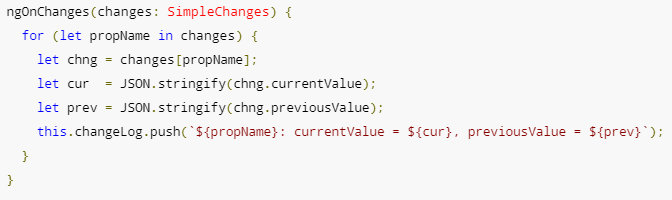 ngOnChanges(changes: SimpleChanges) {
  for (let propName in changes) {
    let chng = changes[propName];
    let cur  = JSON.stringify(chng.currentValue);
    let prev = JSON.stringify(chng.previousValue);
    this.changeLog.push(`${propName}: currentValue = ${cur}, previousValue = ${prev}`);
  }
}